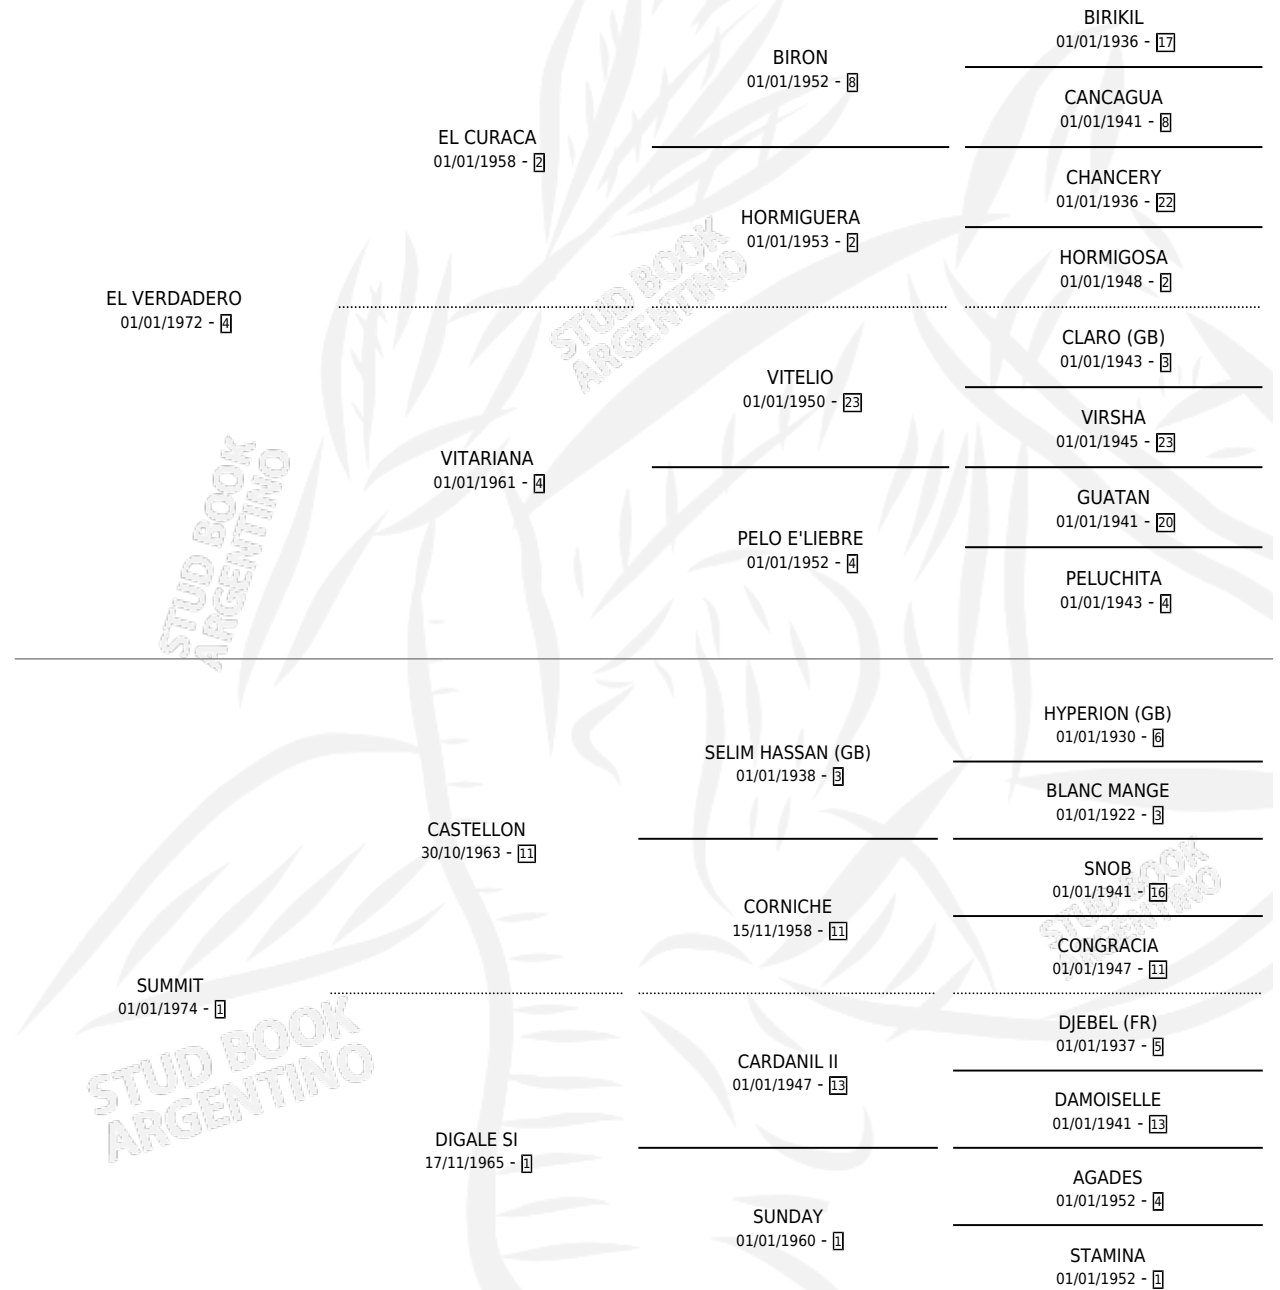 BIRIKIL
01/01/1936 - 17
BIRON
01/01/1952 - 8
CANCAGUA
01/01/1941 - 8
EL CURACA
01/01/1958 - 2
CHANCERY
01/01/1936 - 22
HORMIGUERA
01/01/1953 - 2
HORMIGOSA
01/01/1948 - 2
EL VERDADERO
01/01/1972 - 4
CLARO (GB)
01/01/1943 - 3
VITELIO
01/01/1950 - 23
VIRSHA
01/01/1945 - 23
VITARIANA
01/01/1961 - 4
GUATAN
01/01/1941 - 20
PELO E'LIEBRE
01/01/1952 - 4
PELUCHITA
01/01/1943 - 4
STUD BOOK
ARGENTINO
STUD BOOK
ARGENTINO
HYPERION (GB)
01/01/1930 - 6
SELIM HASSAN (GB)
01/01/1938 - 3
BLANC MANGE
01/01/1922 - 3
CASTELLON
30/10/1963 - 11
SNOB
01/01/1941 - 16
CORNICHE
15/11/1958 - 11
CONGRACIA
01/01/1947 - 11
SUMMIT
01/01/1974 - 1
DJEBEL (FR)
01/01/1937 - 5
CARDANIL II
01/01/1947 - 13
DAMOISELLE
01/01/1941 - 13
DIGALE SI
17/11/1965 - 1
AGADES
01/01/1952 - 4
SUNDAY
01/01/1960 - 1
STAMINA
01/01/1952 - 1
STUD BOOK
ARGENTINO
STUD BOOK
ARGENTINO